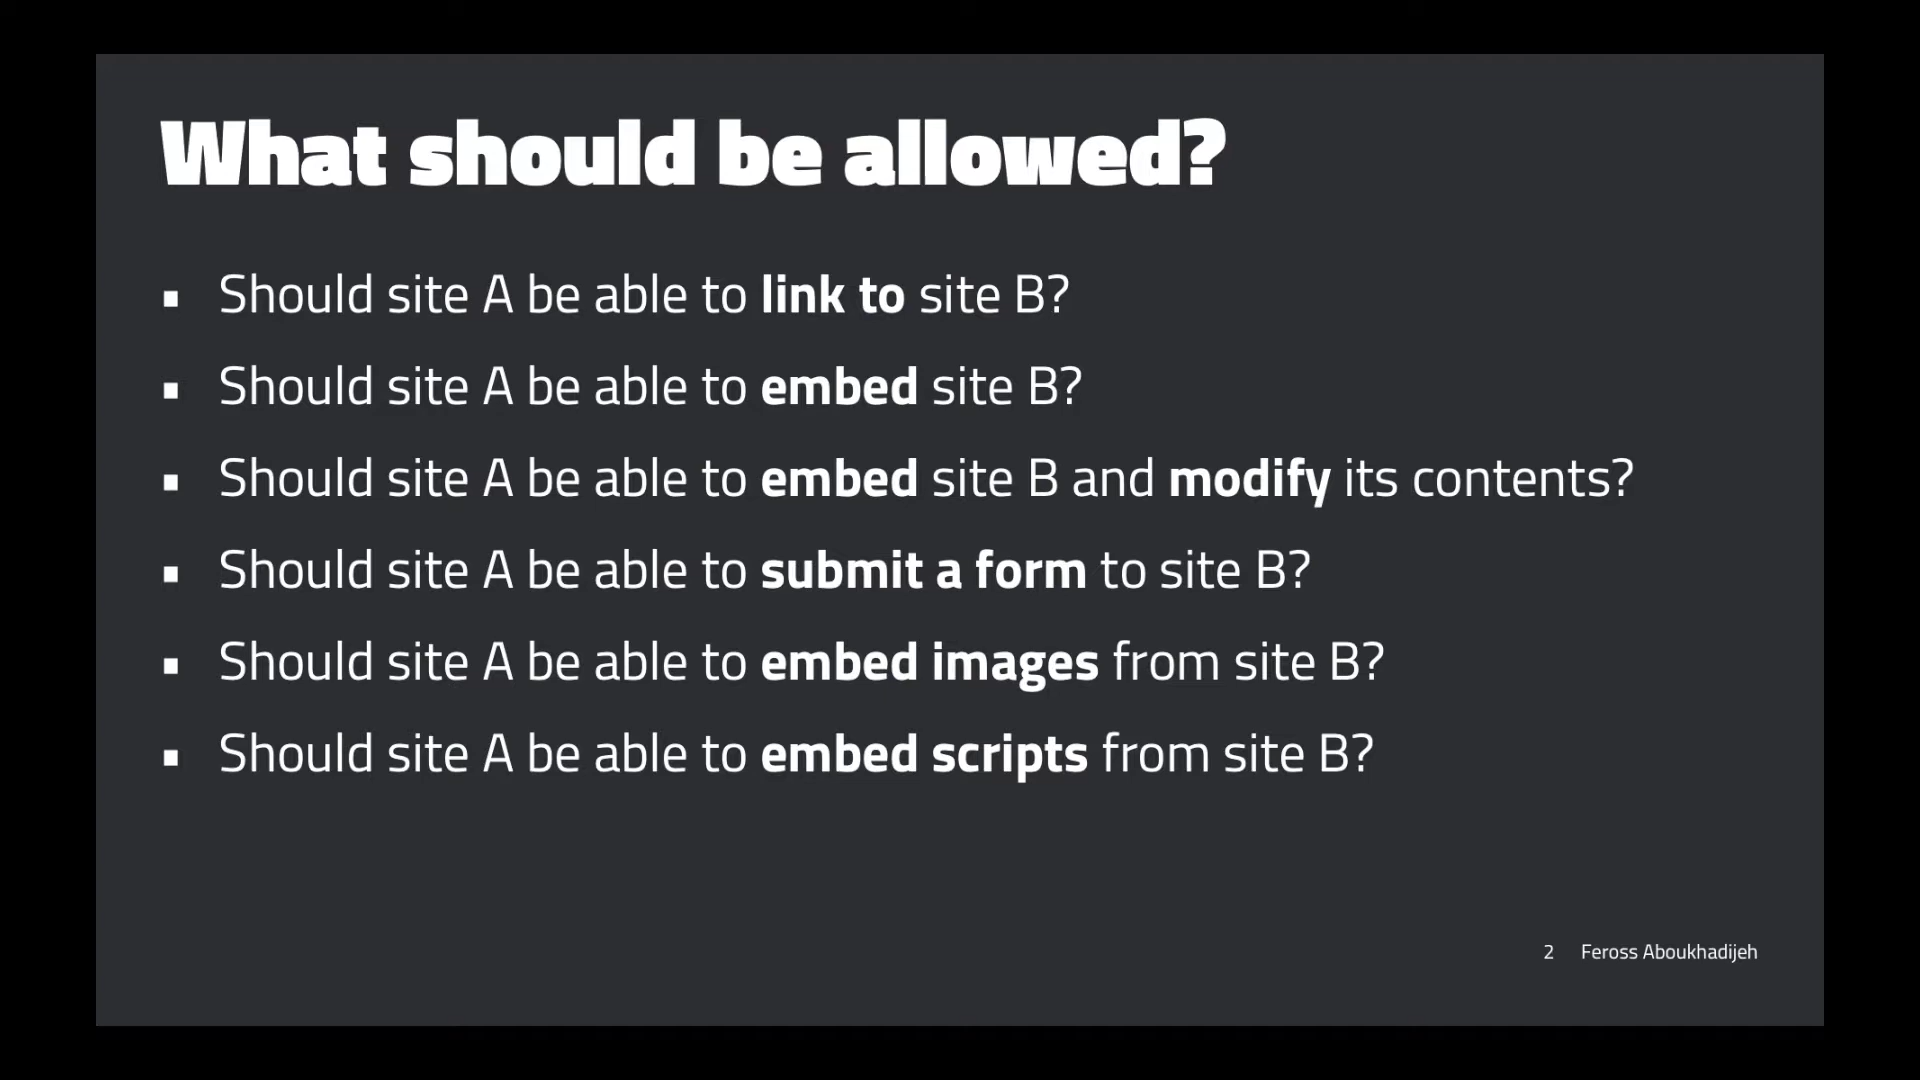 What should be allowed?
▪ Should site A be able to link to site B?
▪ Should site A be able to embed site B?
▪ Should site A be able to embed site B and modify its contents?
▪ Should site A be able to submit a form to site B?
▪ Should site A be able to embed images from site B?
▪ Should site A be able to embed scripts from site B?
2 Feross Aboukhadijeh